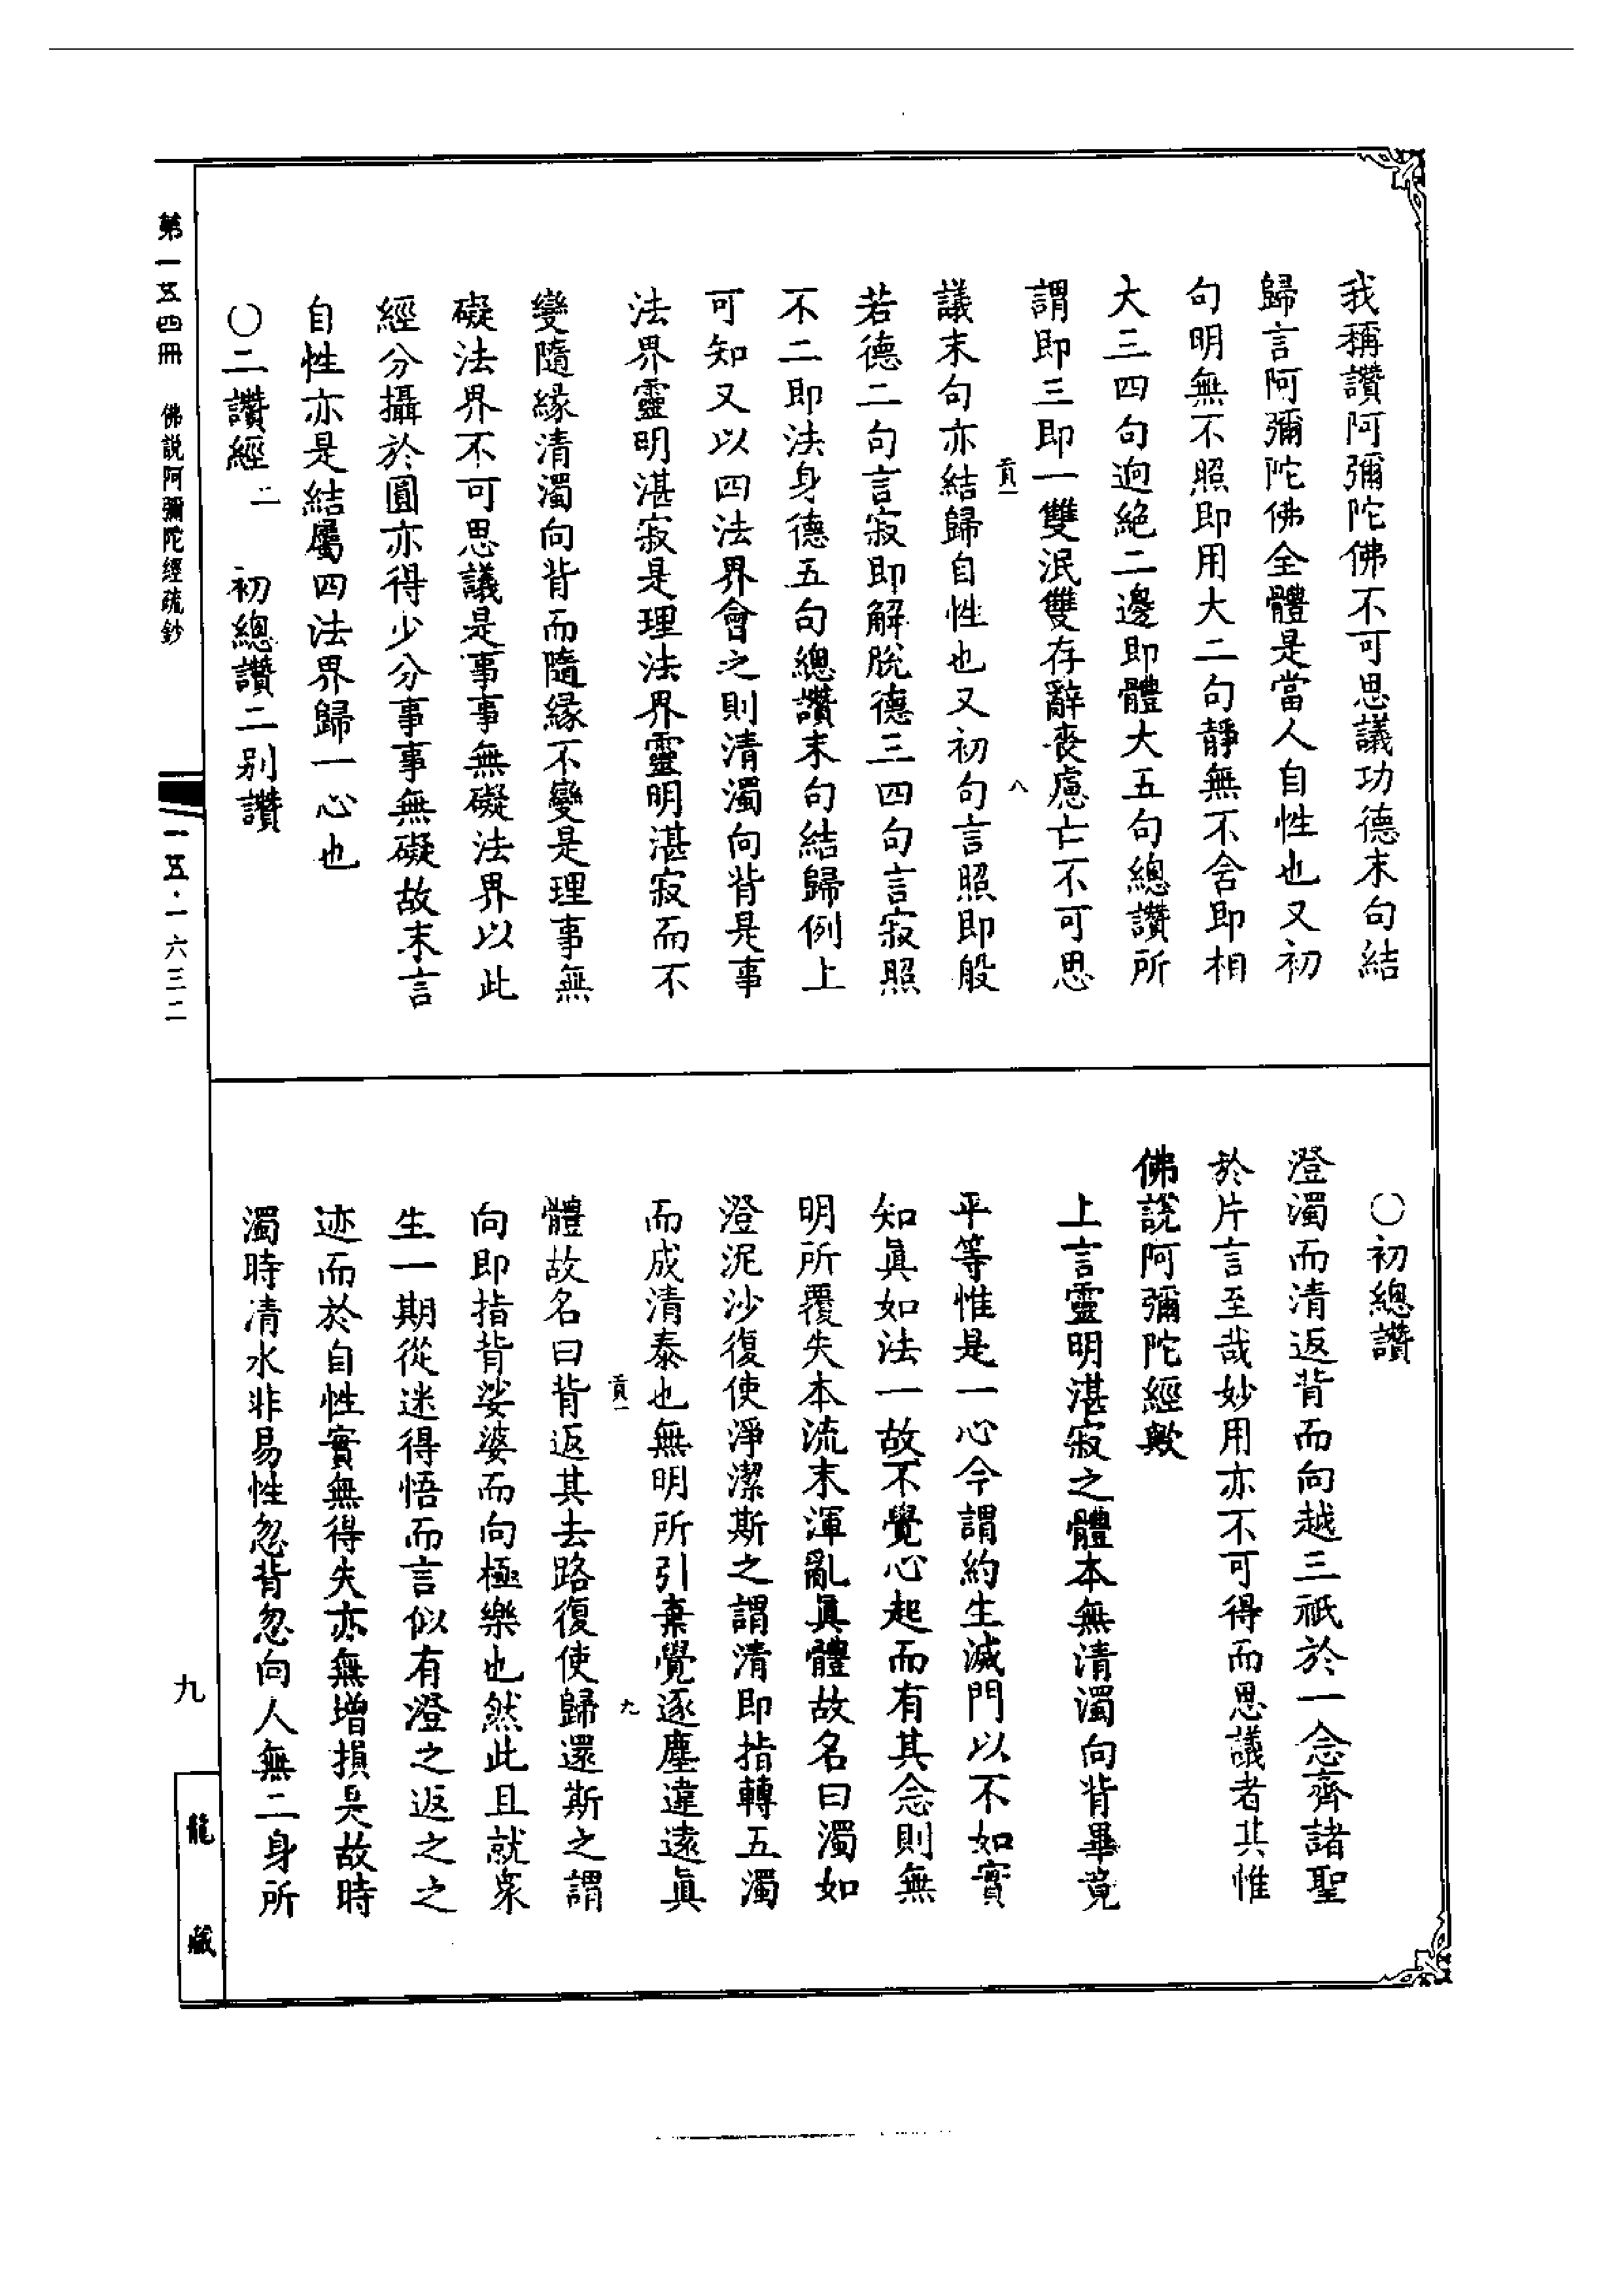 我稱讚阿彌陀佛不可思議功德末句結
歸言阿彌陀佛全體是當人自性也又初
句明無不照即用大二句靜無不含即相
大三四句迥絶二邊即體大五句總讚所
謂即三即一雙泯雙存辭喪慮亡不可思
貢一
八
議末句亦結歸自性也又初句言照即般
若德二句言寂即解脫德三四句言寂照
不二即法身德五句總讚末句結歸例上
可知又以四法界會之則清濁向背是事
法界靈明湛寂是理法界靈明湛寂而不
變隨緣清濁向背而隨緣不變是理事無
礙法界不可思議是事事無礙法界以此
經分攝於圓亦得少分事事無礙故末言
自性亦是結屬四法界歸一心也
〇二讚經二 初總讚二別讚
〇初總讚
澄濁而清返背而向越三祇於一念齊諸聖
於片言至哉妙用亦不可得而思議者其惟
佛說阿彌陀經歟
上言靈明湛寂之體本無清濁向背畢竟
平等惟是一心今謂約生滅門以不如實
知眞如法一故不覺心起而有其念則無
明所覆失本流末渾亂眞體故名曰濁如
澄泥沙復使淨潔斯之謂清即指轉五濁
而成清泰也無明所引棄覺逐塵違遠眞
貢一
九
體故名曰背返其去路復使歸還斯之謂
向即指背娑婆而向極樂也然此且就衆
生一期從迷得悟而言似有澄之返之之
迹而於自性實無得失亦無增損是故時
濁時清水非易性忽背忽向人無二身所
第一五四冊 佛說阿彌陀經疏鈔
一五·一六三二
九
龍藏